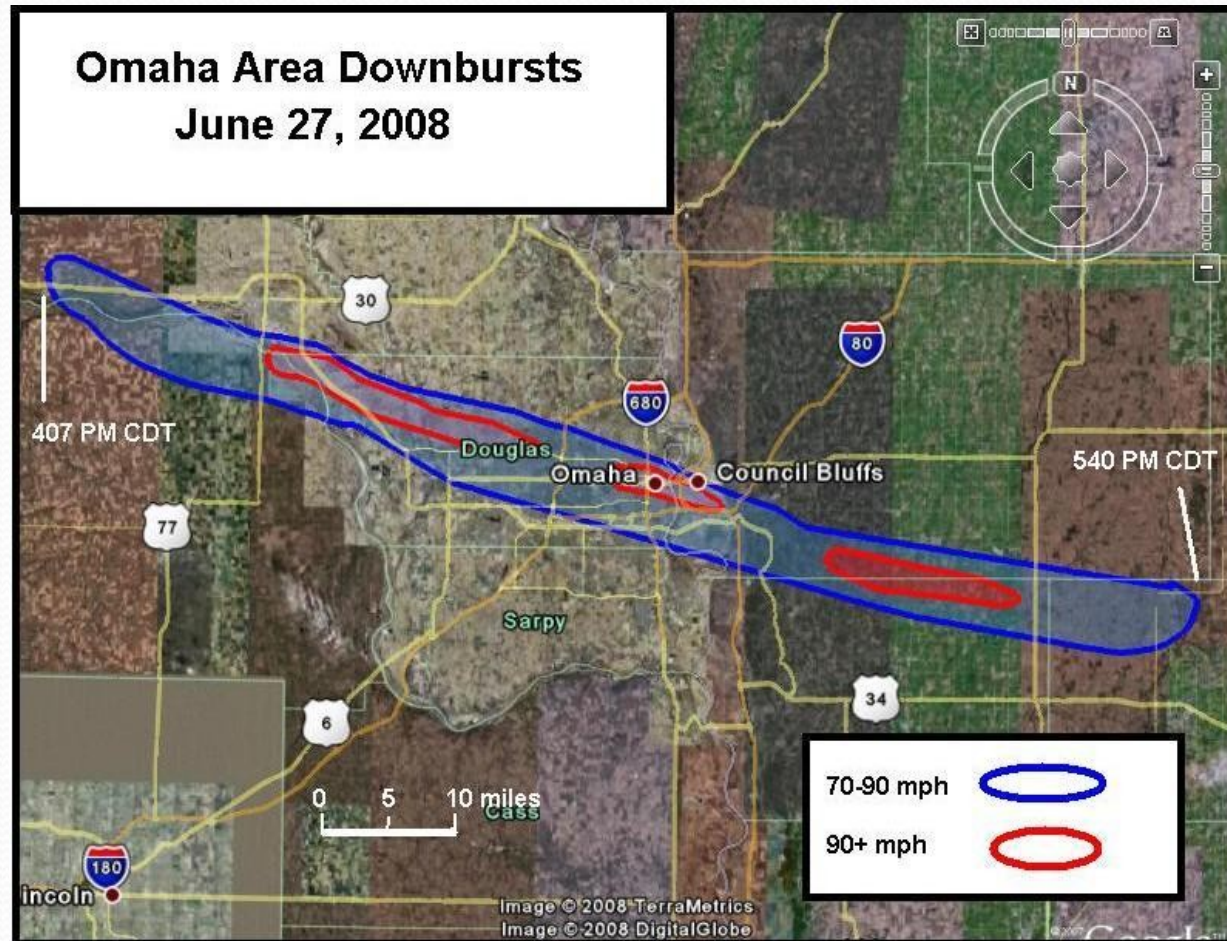 Omaha Area Downbursts
June 27, 2008
N
30
80
680
407 PM CDT
Douglas
540 PM CDT
Omaha
Council Bluffs
77
Sarpy
34
6
70-90 mph
0 5 10 miles
Cass
90+ mph
180
incoln
Image © 2008 TerraMetrics
Image © 2008 DigitalGlobe